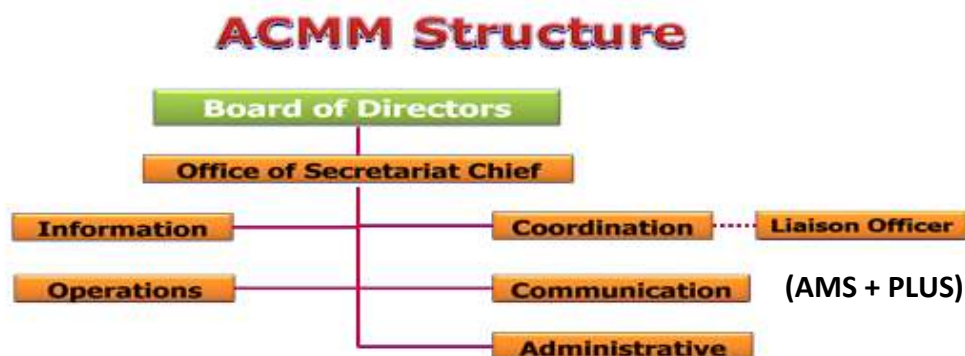 ACMM Structure
Board of Directors
Office of Secretariat Chief
Information
Coordination
Liaison Officer
Operations
Communication
(AMS + PLUS)
Administrative